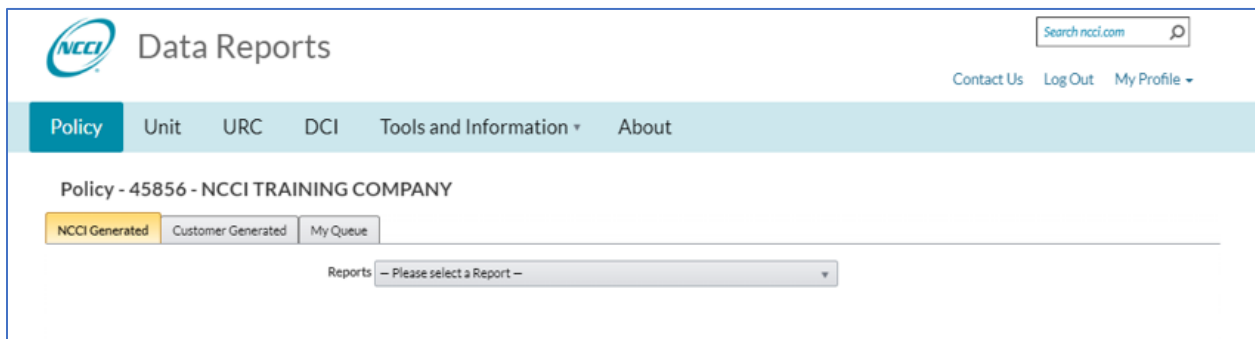 NCCI
Data Reports
Search ncci.com
Contact Us Log Out My Profile
Policy Unit URC DCI Tools and Information About
Policy - 45856 - NCCI TRAINING COMPANY
NCCI Generated Customer Generated My Queue
Reports — Please select a Report —